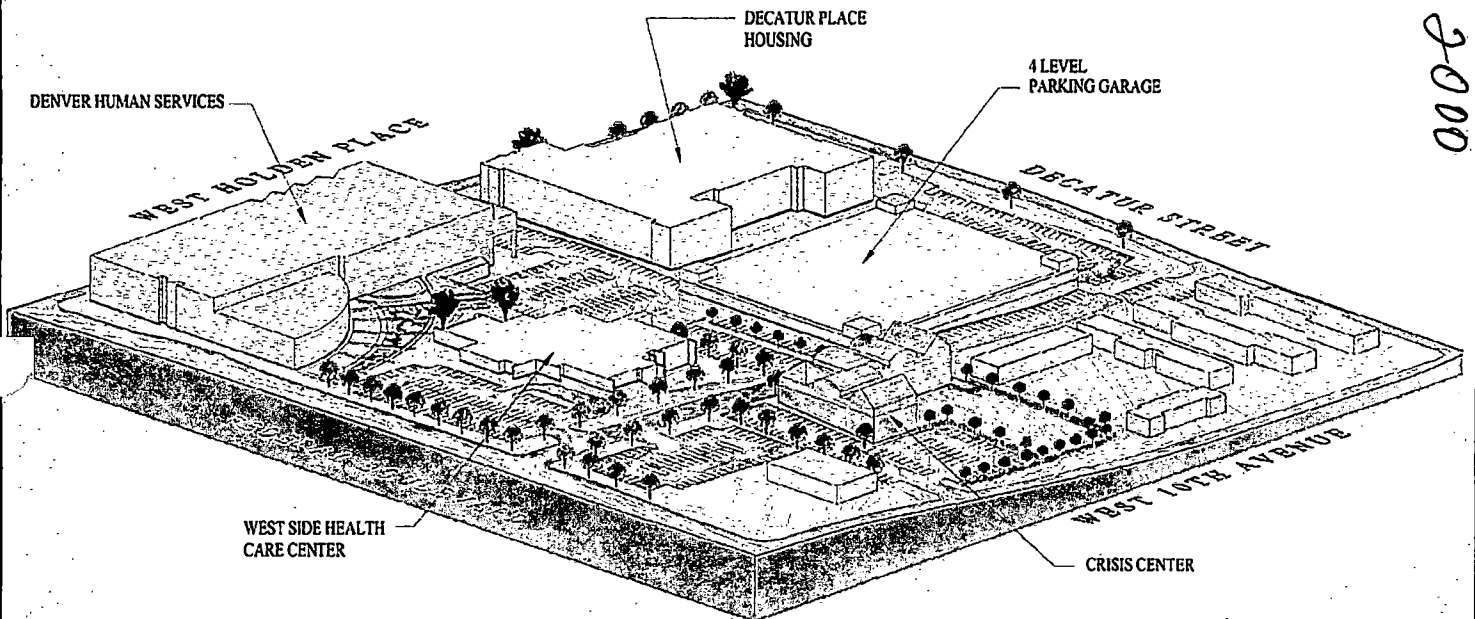 DECATUR PLACE
HOUSING
4 LEVEL
PARKING GARAGE
2000
DENVER HUMAN SERVICES
WEST HOLDEN PLACE
DECATUR STREET
WEST SIDE HEALTH
CARE CENTER
WEST 10TH AVENUE
CRISIS CENTER